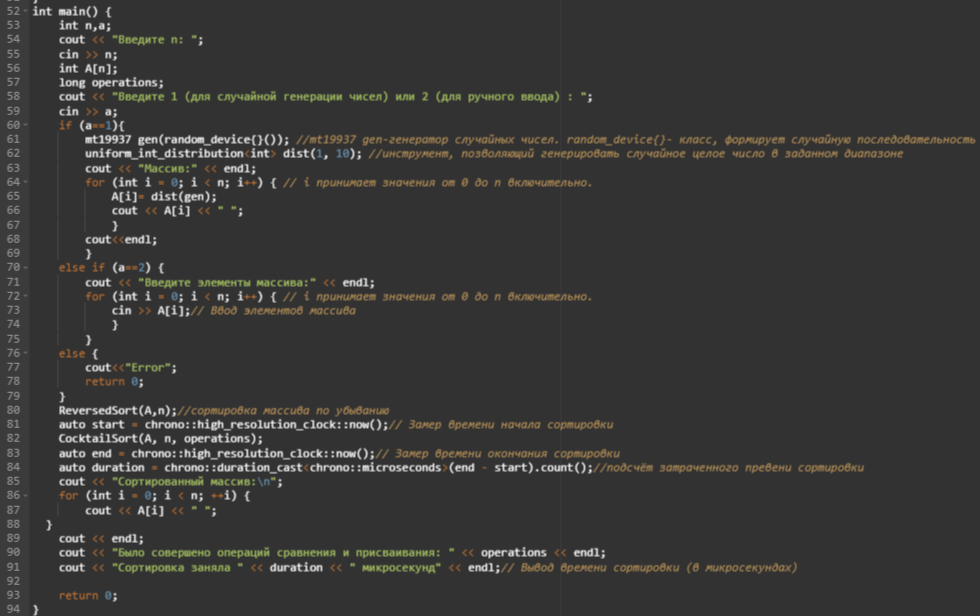 52 int main() {
53 int n,a;
54 cout << "Введите n: ";
55 cin >> n;
56 int A[n];
57 long operations;
58 cout << "Введите 1 (для случайной генерации чисел) или 2 (для ручного ввода) : ";
59 cin >> a;
60 if (a==1){
61 mt19937 gen(random_device{}()); //mt19937 gen-генератор случайных чисел. random_device{}- класс, формирует случайную последовательность
62 uniform_int_distribution<int> dist(1, 10); //инструмент, позволяющий генерировать случайное целое число в заданном диапазоне
63 cout << "Массив:" << endl;
64 for (int i = 0; i < n; i++) { // i принимает значения от 0 до n включительно.
65 A[i]= dist(gen);
66 cout << A[i] << " ";
67 }
68 cout<<endl;
69 }
70 else if (a==2) {
71 cout << "Введите элементы массива:" << endl;
72 for (int i = 0; i < n; i++) { // i принимает значения от 0 до n включительно.
73 cin >> A[i];// Ввод элементов массива
74 }
75 }
76 else {
77 cout<<"Error";
78 return 0;
79 }
80 ReversedSort(A,n);//сортировка массива по убыванию
81 auto start = chrono::high_resolution_clock::now();// Замер времени начала сортировки
82 CocktailSort(A, n, operations);
83 auto end = chrono::high_resolution_clock::now();// Замер времени окончания сортировки
84 auto duration = chrono::duration_cast<chrono::microseconds>(end - start).count();//подсчёт затраченного превени сортировки
85 cout << "Сортированный массив:\n";
86 for (int i = 0; i < n; ++i) {
87 cout << A[i] << " ";
88 }
89 cout << endl;
90 cout << "Было совершено операций сравнения и присваивания: " << operations << endl;
91 cout << "Сортировка заняла " << duration << " микросекунд" << endl;// Вывод времени сортировки (в микросекундах)
92
93 return 0;
94 }